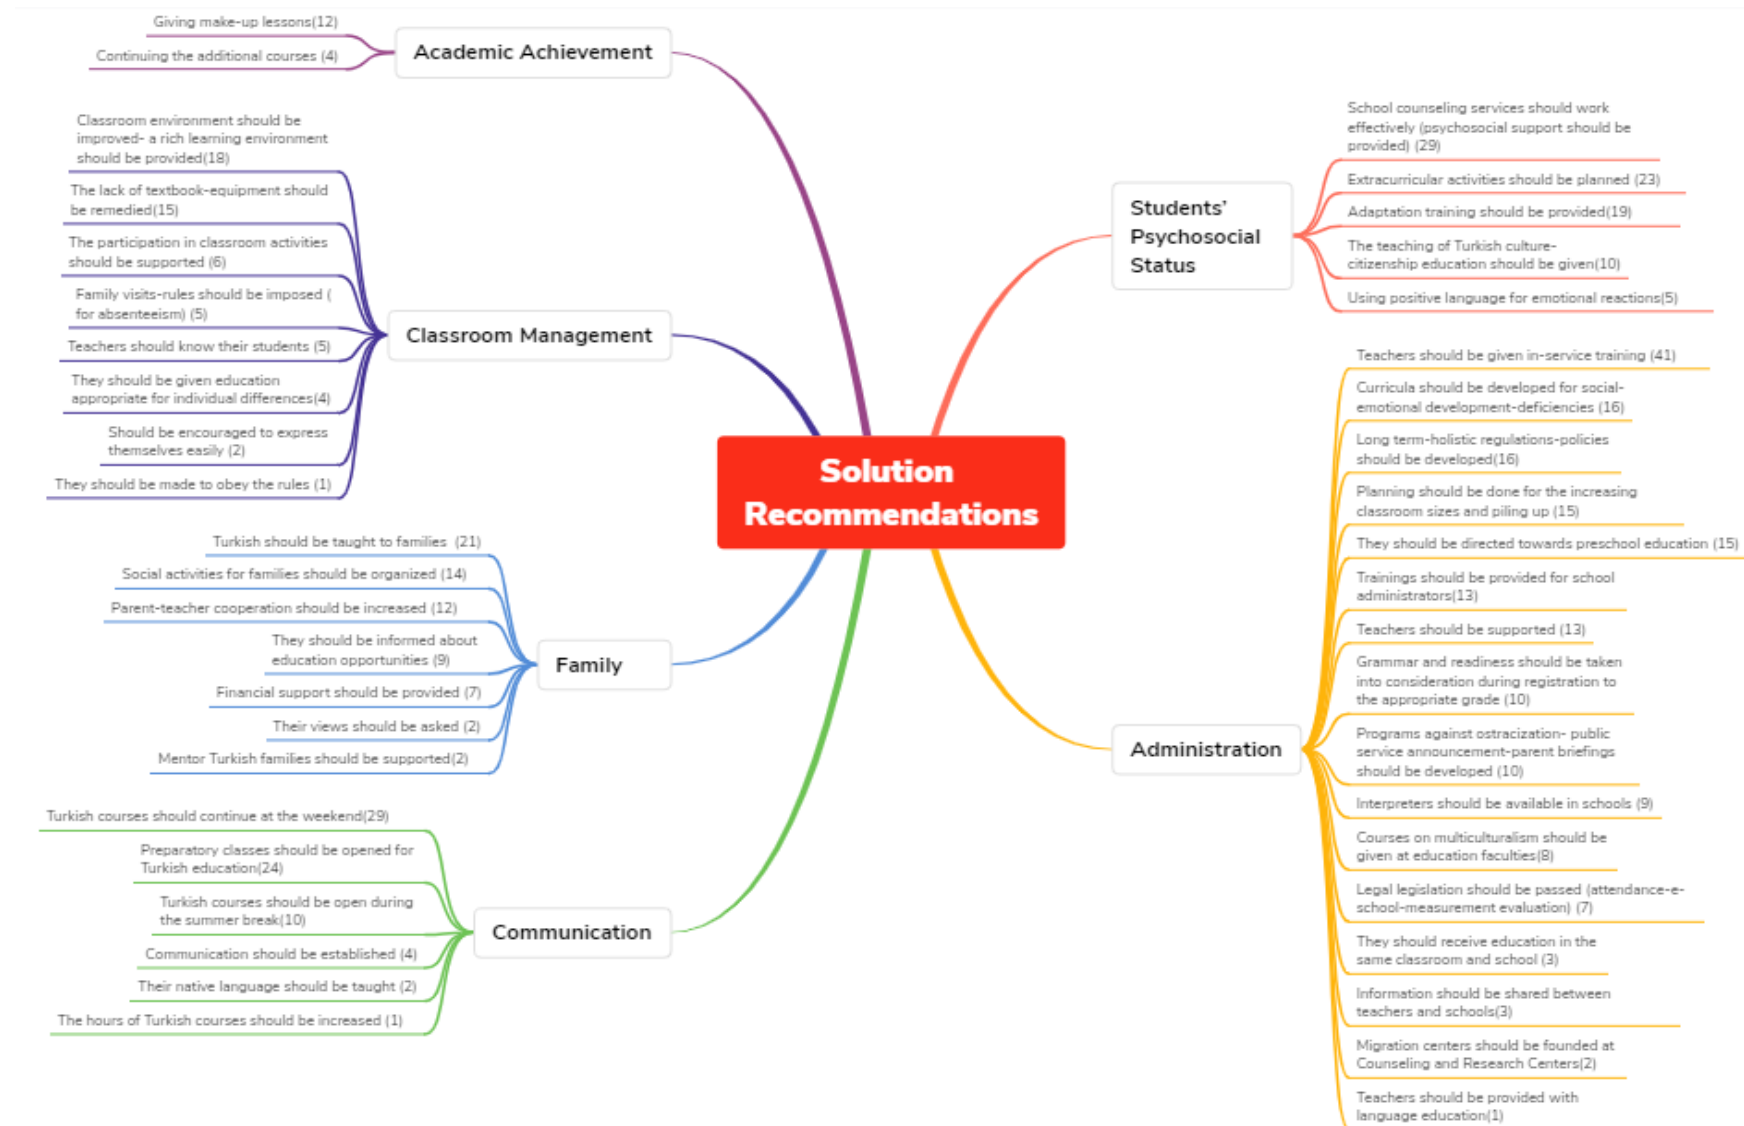 Giving make-up lessons(12)
Continuing the additional courses (4)
Academic Achievement
Classroom environment should be
improved- a rich learning environment
should be provided(18)
The lack of textbook-equipment should
be remedied(15)
The participation in classroom activities
should be supported (6)
Family visits-rules should be imposed (
for absenteeism) (5)
Teachers should know their students (5)
They should be given education
appropriate for individual differences(4)
Should be encouraged to express
themselves easily (2)
They should be made to obey the rules (1)
Classroom Management
Turkish should be taught to families (21)
Social activities for families should be organized (14)
Parent-teacher cooperation should be increased (12)
They should be informed about
education opportunities (9)
Financial support should be provided (7)
Their views should be asked (2)
Mentor Turkish families should be supported(2)
Family
Turkish courses should continue at the weekend(29)
Preparatory classes should be opened for
Turkish education(24)
Turkish courses should be open during
the summer break(10)
Communication should be established (4)
Their native language should be taught (2)
The hours of Turkish courses should be increased (1)
Communication
Solution
Recommendations
Students'
Psychosocial
Status
School counseling services should work
effectively (psychosocial support should be
provided) (29)
Extracurricular activities should be planned (23)
Adaptation training should be provided(19)
The teaching of Turkish culture-
citizenship education should be given(10)
Using positive language for emotional reactions(5)
Administration
Teachers should be given in-service training (41)
Curricula should be developed for social-
emotional development-deficiencies (16)
Long term-holistic regulations-policies
should be developed(16)
Planning should be done for the increasing
classroom sizes and piling up (15)
They should be directed towards preschool education (15)
Trainings should be provided for school
administrators(13)
Teachers should be supported (13)
Grammar and readiness should be taken
into consideration during registration to
the appropriate grade (10)
Programs against ostracization- public
service announcement-parent briefings
should be developed (10)
Interpreters should be available in schools (9)
Courses on multiculturalism should be
given at education faculties(8)
Legal legislation should be passed (attendance-e-
school-measurement evaluation) (7)
They should receive education in the
same classroom and school (3)
Information should be shared between
teachers and schools(3)
Migration centers should be founded at
Counseling and Research Centers(2)
Teachers should be provided with
language education(1)